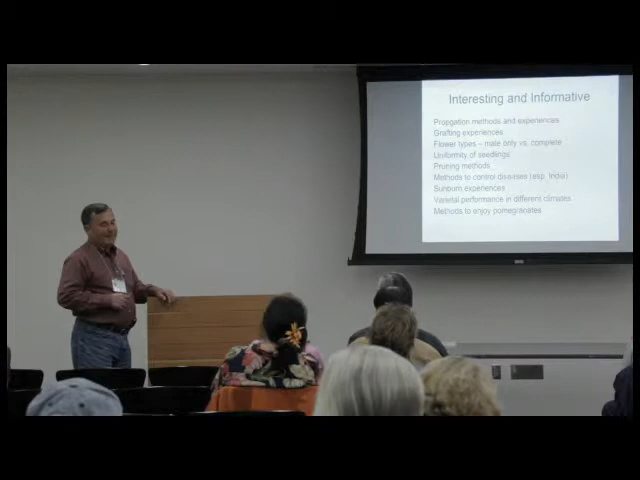 Interesting and Informative
Propgation methods and experiences
Grafting experiences
Flower types – male only vs. complete
Uniformity of seedlings
Pruning methods
Methods to control diseases (esp. India)
Sunburn experiences
Varietal performance in different climates
Methods to enjoy pomegranates